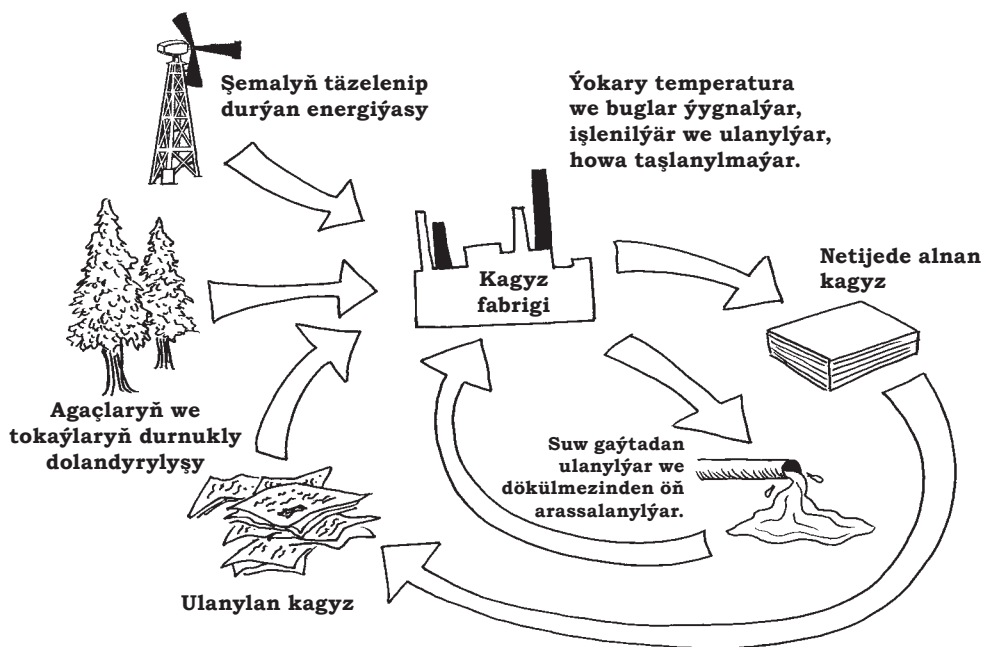 Şemalyň täzelenip
durýan energiýasy
Ýokary temperatura
we buglar ýygnalýar,
işlenilýär we ulanylýar,
howa taşlanylmaýar.
Kagyz
fabrigi
Netijede alnan
kagyz
Agaçlaryň we
tokaýlaryň durnukly
dolandyrylyşy
Suw gaýtadan
ulanylýar we
dökülmezinden öň
arassalanylýar.
Ulanylan kagyz